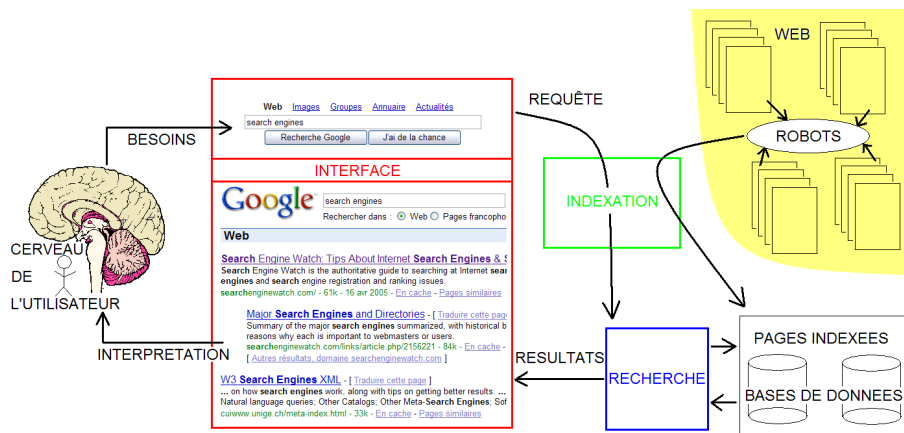 WEB
ROBOTS
REQUÊTE
BESOINS
Web Images Groupes Annuaire Actualités
search engines
Recherche Google J'ai de la chance
INTERFACE
INDEXATION
Google™ search engines
Rechercher dans : Web Pages francopho
Web
Search Engine Watch: Tips About Internet Search Engines & S
Search Engine Watch is the authoritative guide to searching at Internet sear
engines and search engine registration and ranking issues.
searchenginewatch.com/ - 61k - 16 avr 2005 - En cache - Pages similaires
Major Search Engines and Directories - [ Traduire cette pag
Summary of the major search engines summarized, with historical b
reasons why each is important to webmasters or users.
searchenginewatch.com/links/article.php/2156221 - 84k - En cache -
[ Autres résultats, domaine searchenginewatch.com ]
W3 Search Engines XML - [ Traduire cette page ]
... on how search engines work, along with tips on getting better results. ...
Natural language queries; Other Catalogs; Other Meta-Search Engines; Sof
cuiwww.unige.ch/meta-index.html - 33k - En cache - Pages similaires
CERVEAU
DE
L'UTILISATEUR
INTERPRETATION
RESULTATS
RECHERCHE
PAGES INDEXEES
BASES DE DONNEES